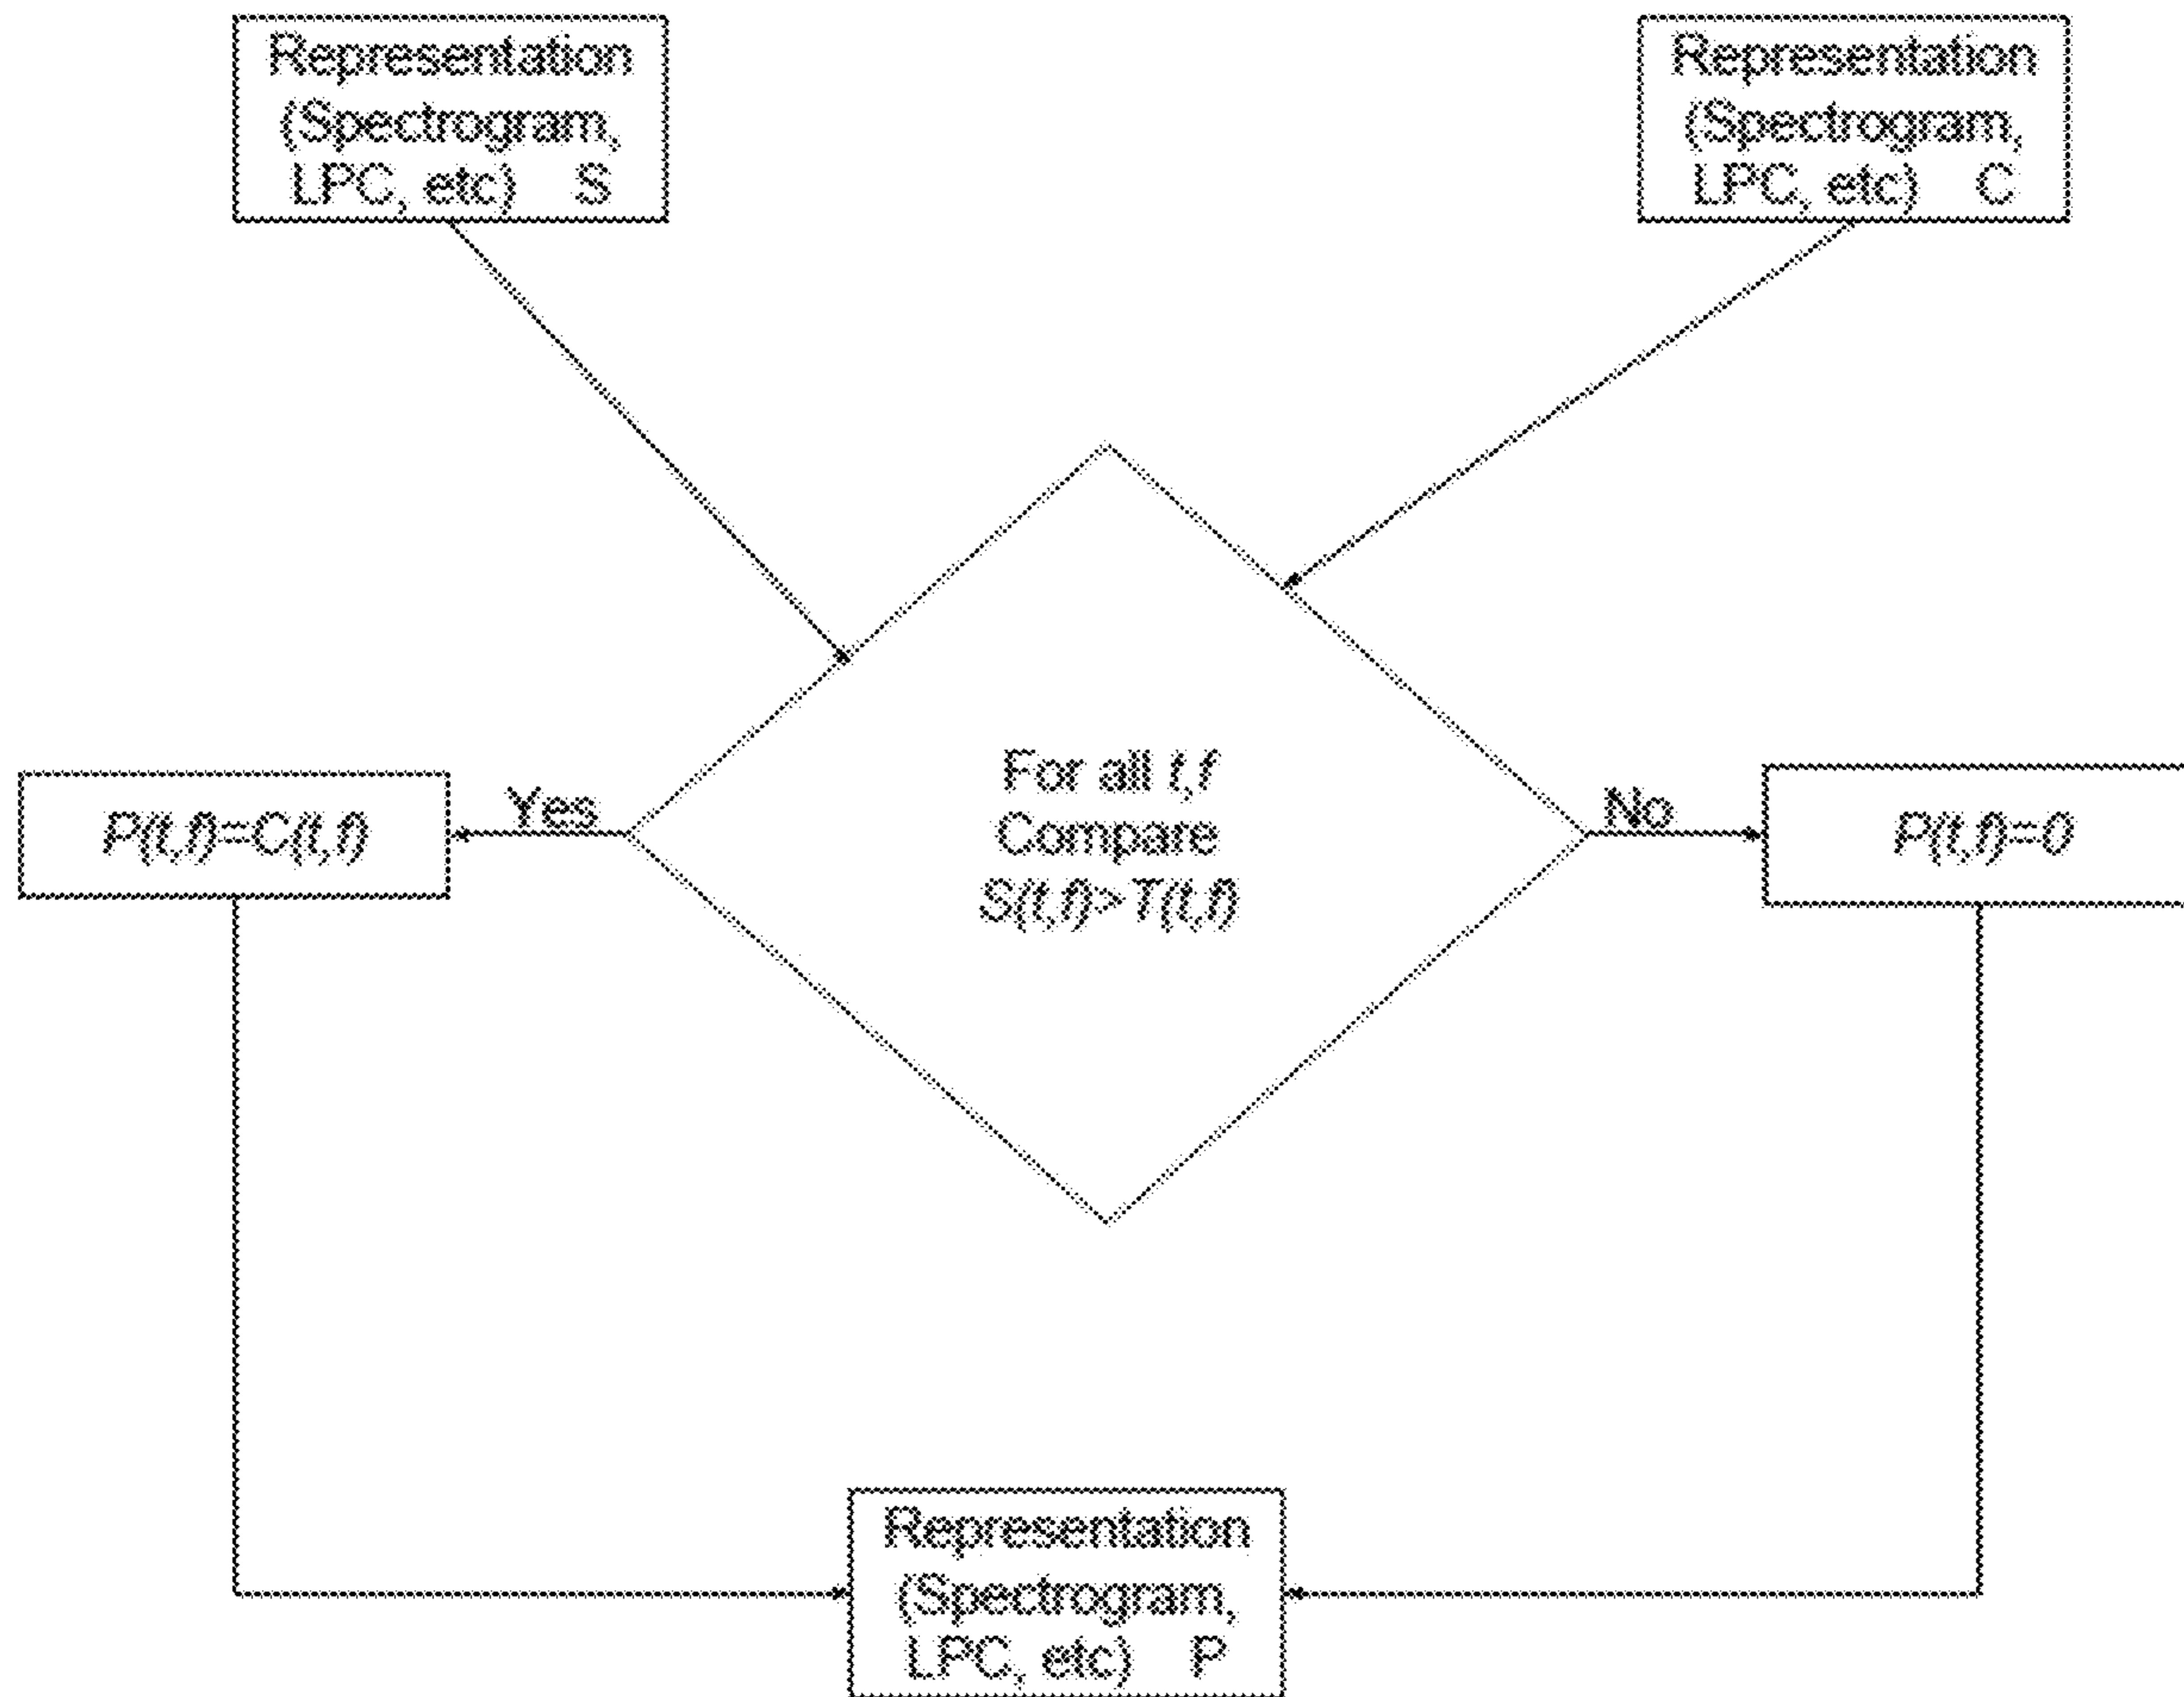 Representation
(Spectrogram,
LPC, etc) S
Representation
(Spectrogram,
LPC, etc) C
For all t,f
Compare
S(t,f)>T(t,f)
Yes
No
P(t,f)=C(t,f)
P(t,f)=0
Representation
(Spectrogram,
LPC, etc) P